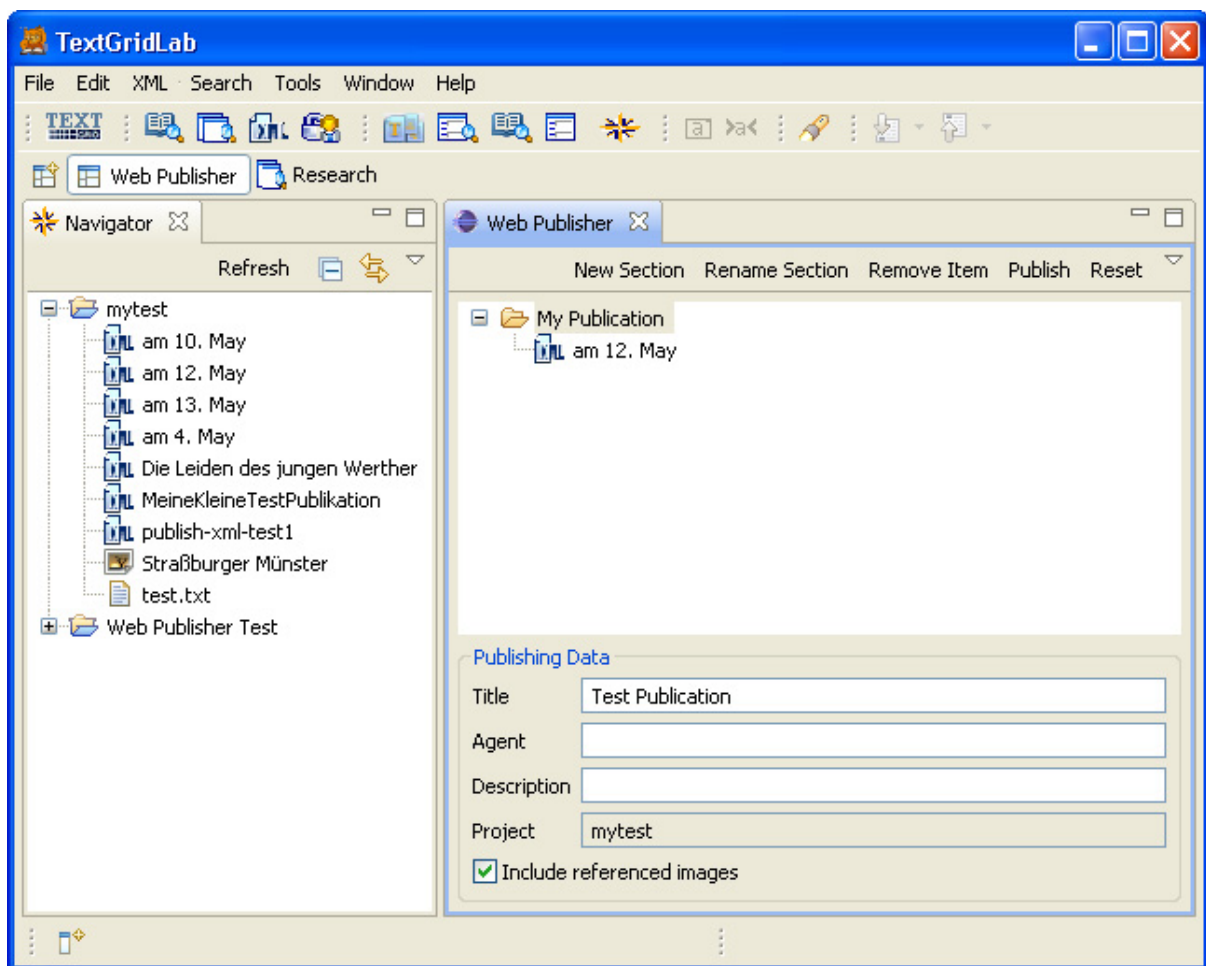 TextGridLab
File Edit XML Search Tools Window Help
TEXT
Web Publisher Research
Navigator
Refresh
mytest
am 10. May
am 12. May
am 13. May
am 4. May
Die Leiden des jungen Werther
MeineKleineTestPublikation
publish-xml-test1
Straßburger Münster
test.txt
Web Publisher Test
Web Publisher
New Section Rename Section Remove Item Publish Reset
My Publication
am 12. May
Publishing Data
Title Test Publication
Agent
Description
Project mytest
Include referenced images